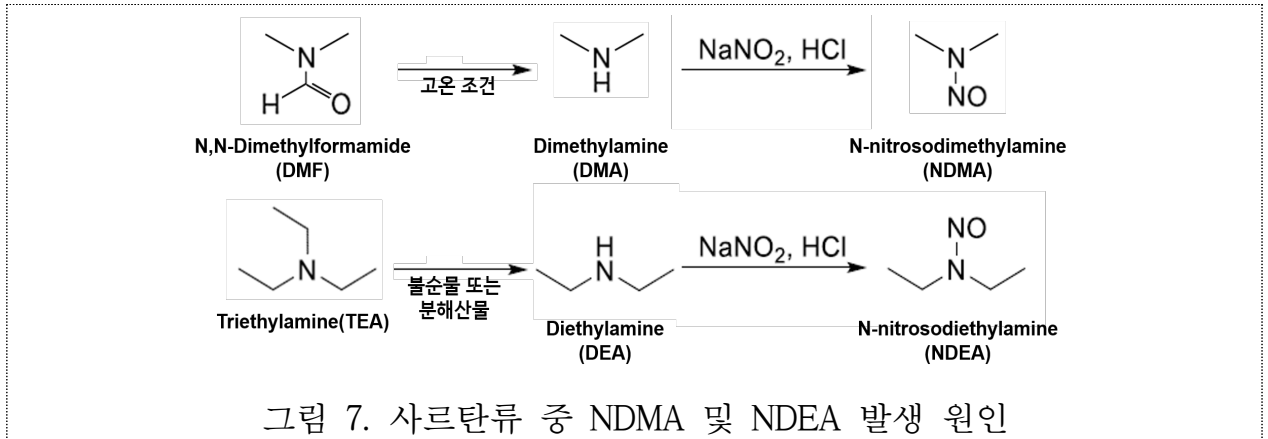 N
H
O
고온 조건
N
H
NaNO2, HCl
N
NO
N,N-Dimethylformamide
(DMF)
Dimethylamine
(DMA)
N-nitrosodimethylamine
(NDMA)
N
불순물 또는
분해산물
H
N
NaNO2, HCl
NO
N
Triethylamine(TEA)
Diethylamine
(DEA)
N-nitrosodiethylamine
(NDEA)
그림 7. 사르탄류 중 NDMA 및 NDEA 발생 원인